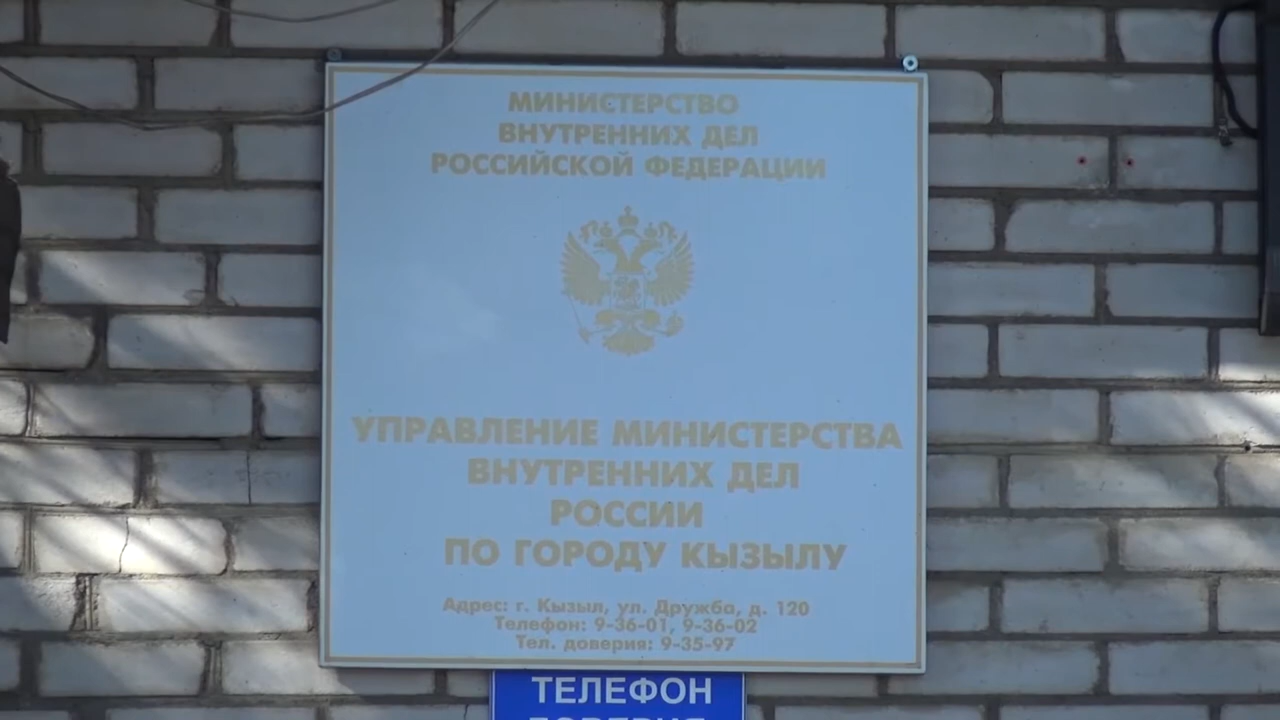 МИНИСТЕРСТВО
ВНУТРЕННИХ ДЕЛ
РОССИЙСКОЙ ФЕДЕРАЦИИ
УПРАВЛЕНИЕ МИНИСТЕРСТВА
ВНУТРЕННИХ ДЕЛ
РОССИИ
ПО ГОРОДУ КЫЗЫЛУ
Адрес: г. Кызыл, ул. Дружба, д. 120
Телефон: 9-36-01, 9-36-02
Тел. доверия: 9-35-97
ТЕЛЕФОН
ДОВЕРИЯ